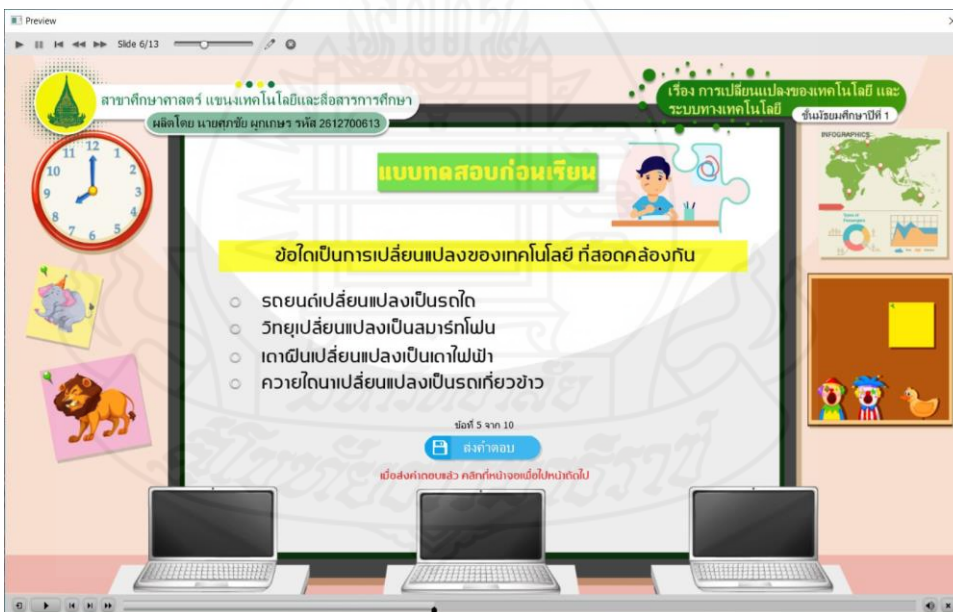 Preview
Slide 6/13
สาขาศึกษาศาสตร์ แขนงเทคโนโลยีและสื่อสารการศึกษา
ผลิตโดย นายศุภชัย ผูกเกษร รหัส 2612700613
เรื่อง การเปลี่ยนแปลงของเทคโนโลยี และ
ระบบทางเทคโนโลยี
ชั้นมัธยมศึกษาปีที่ 1
INFOGRAPHICS
12
11
1
10
2
9
3
8
4
7
6
5
แบบทดสอบก่อนเรียน
ข้อใดเป็นการเปลี่ยนแปลงของเทคโนโลยี ที่สอดคล้องกัน
รถยนต์เปลี่ยนแปลงเป็นรถไถ
วิทยุเปลี่ยนแปลงเป็นสมาร์ทโฟน
เตาฝืนเปลี่ยนแปลงเป็นเตาไฟฟ้า
ควายไถนาเปลี่ยนแปลงเป็นรถเกี่ยวข้าว
ข้อที่ 5 จาก 10
ส่งคำตอบ
เมื่อส่งคำตอบแล้ว คลิกที่หน้าจอเพื่อไปหน้าถัดไป